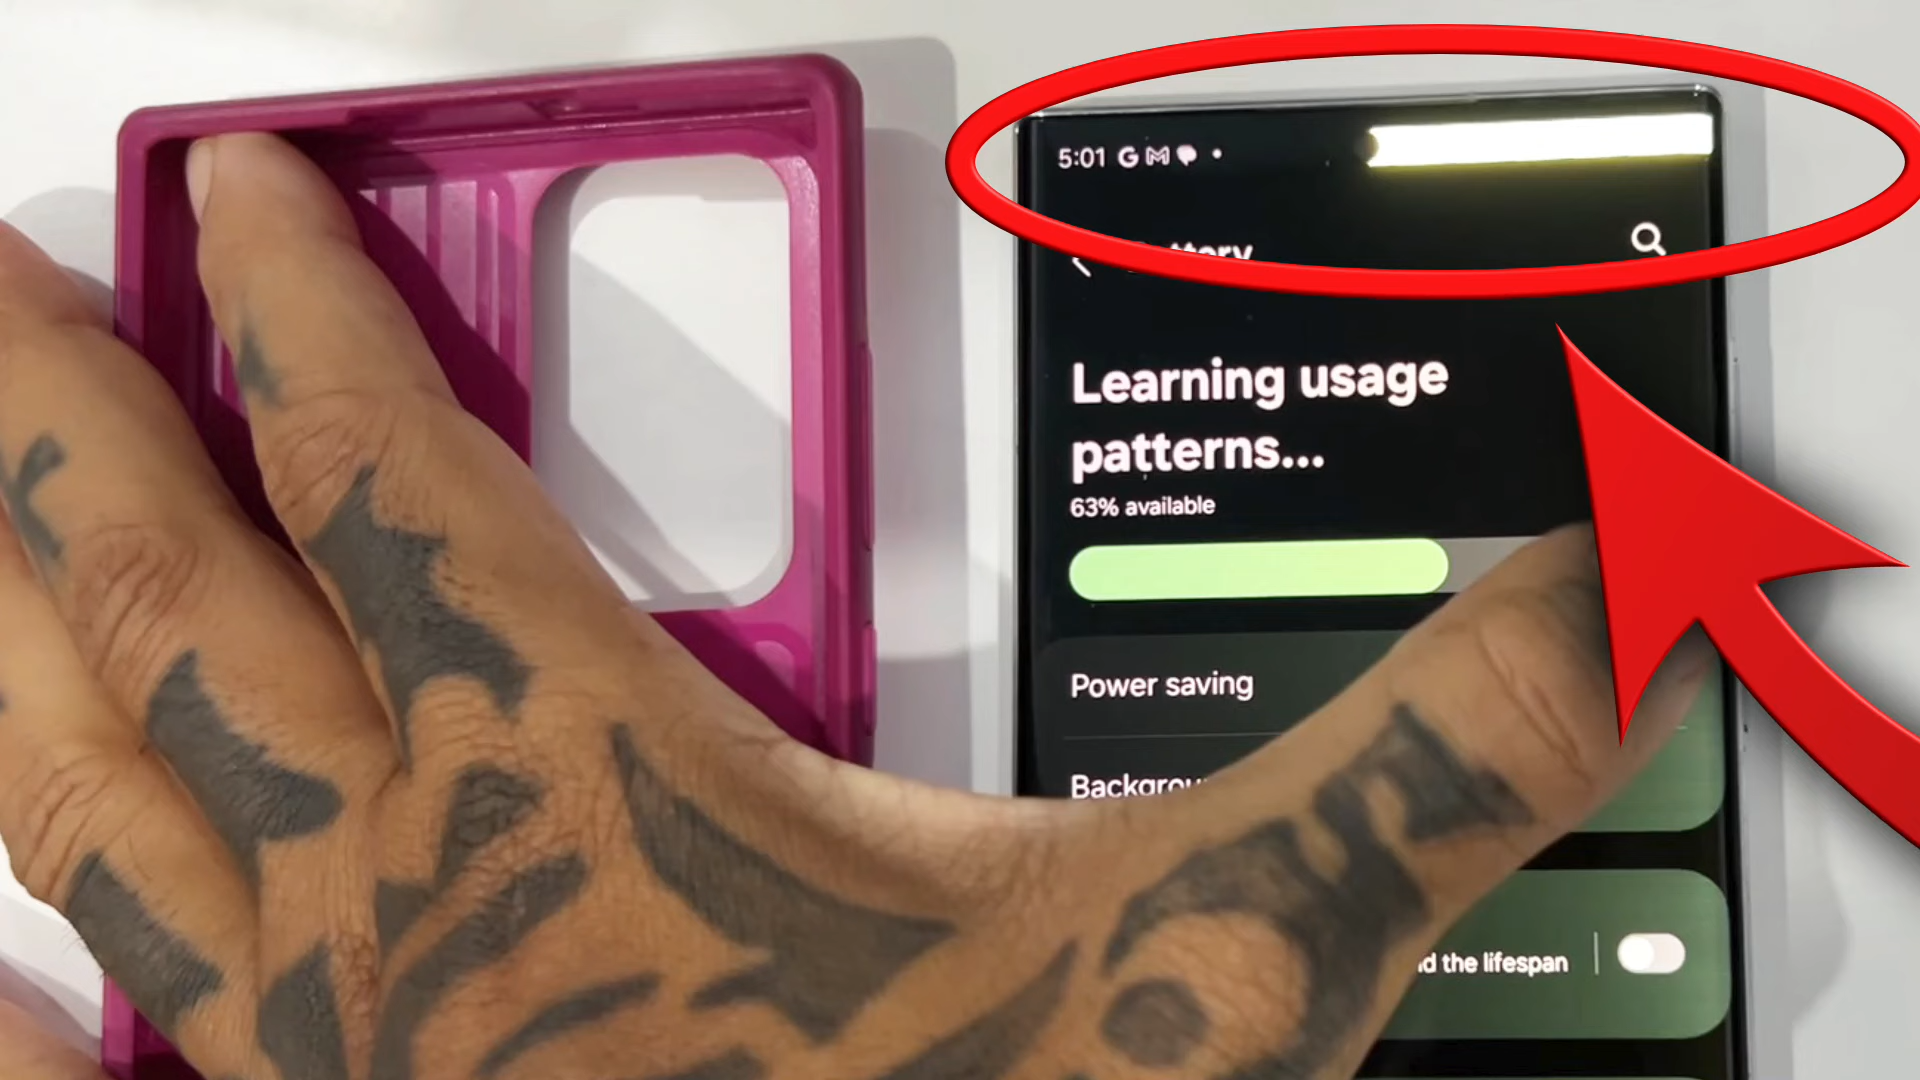 5:01
Learning usage
patterns...
63% available
Power saving
the lifespan